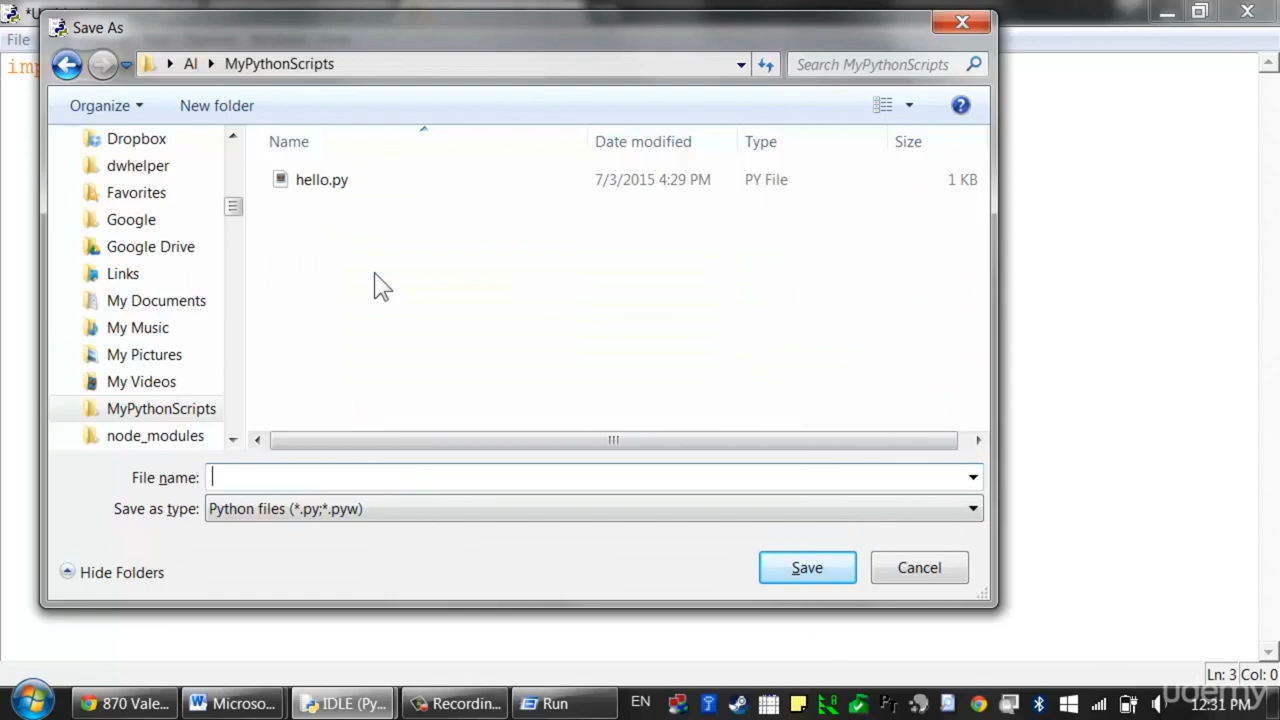 Save As
File
imp
AI
MyPythonScripts
Search MyPythonScripts
Organize
New folder
Dropbox
dwhelper
Favorites
Google
Google Drive
Links
My Documents
My Music
My Pictures
My Videos
MyPythonScripts
node_modules
Name
Date modified
Type
Size
hello.py
7/3/2015 4:29 PM
PY File
1 KB
File name:
Save as type:
Python files (*.py;*.pyw)
Hide Folders
Save
Cancel
Ln: 3 Col: 0
870 Vale...
Microso...
IDLE (Py...
Recordin...
Run
EN
12:31 PM
udemy